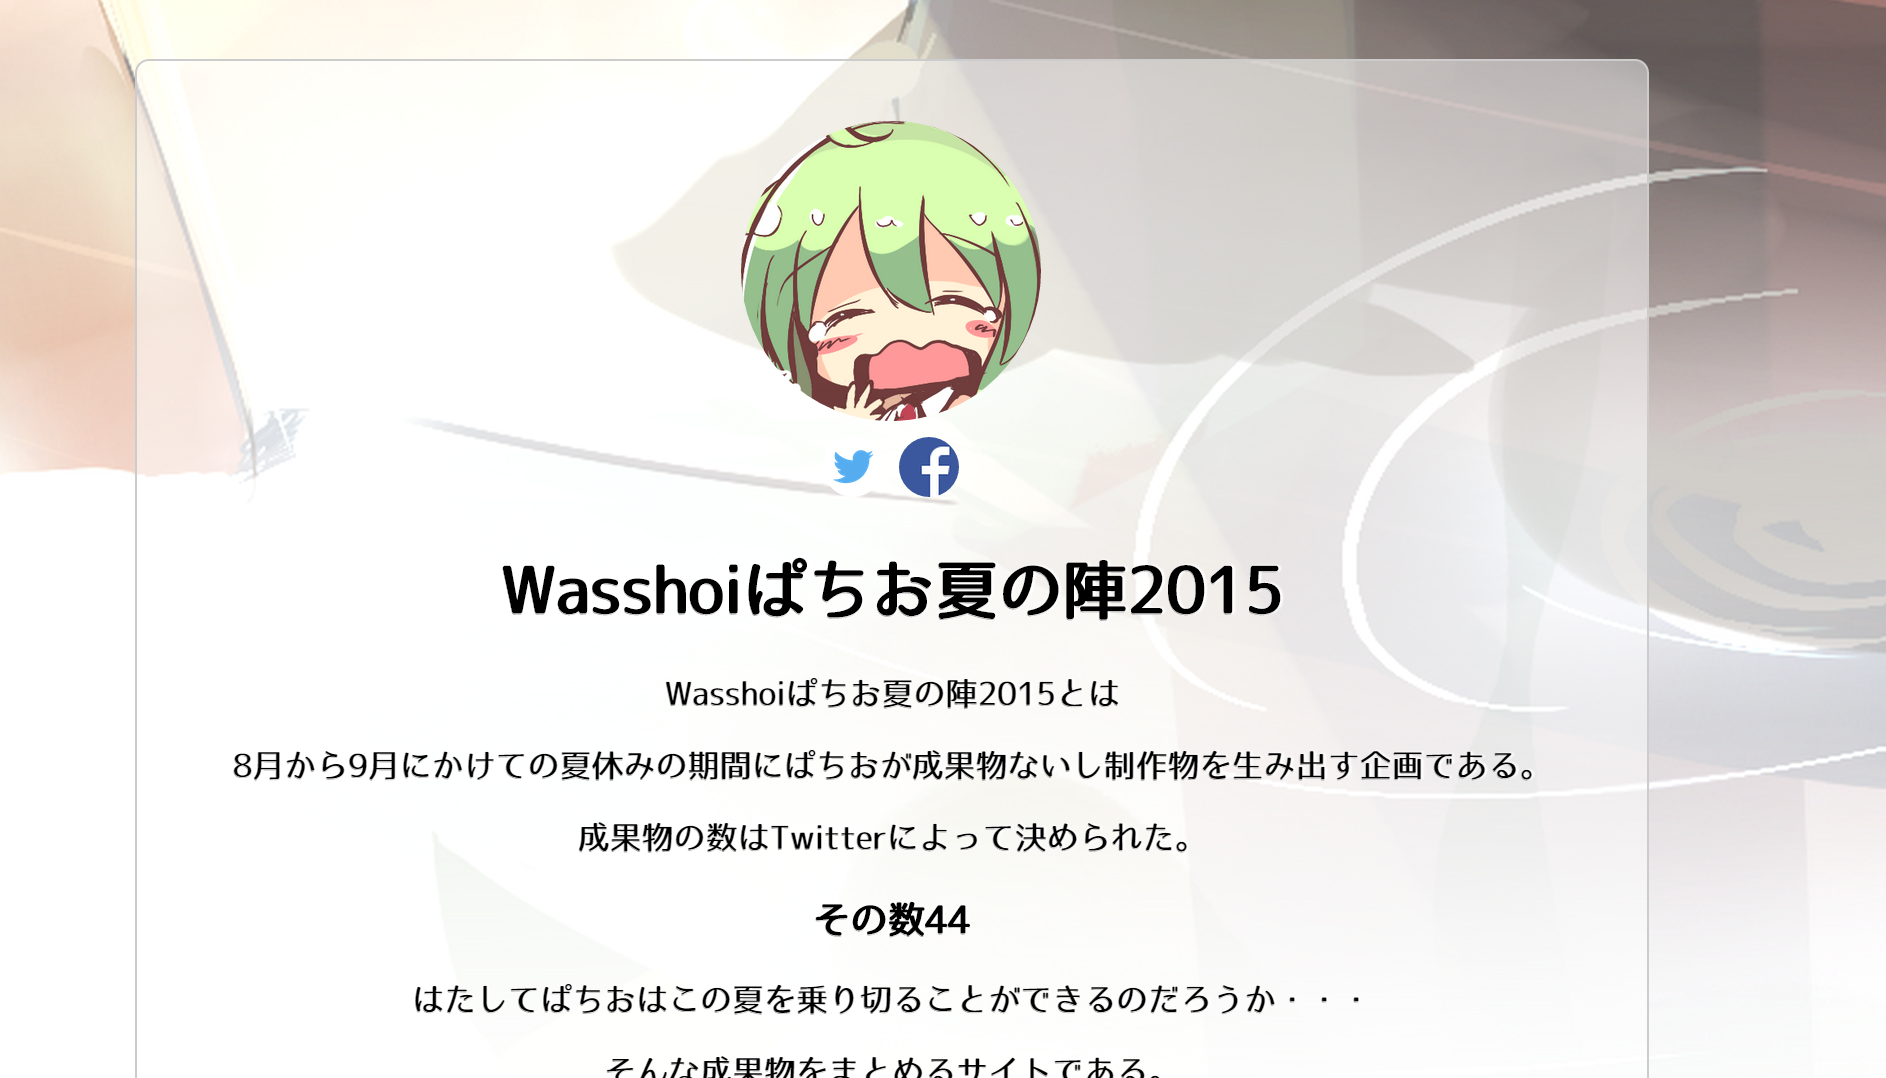 Wasshoiぱちお夏の陣2015
Wasshoiぱちお夏の陣2015とは
8月から9月にかけての夏休みの期間にぱちおが成果物ないし制作物を生み出す企画である。
成果物の数はTwitterによって決められた。
その数44
はたしてぱちおはこの夏を乗り切ることができるのだろうか・・・
そんな成果物をまとめるサイトである。